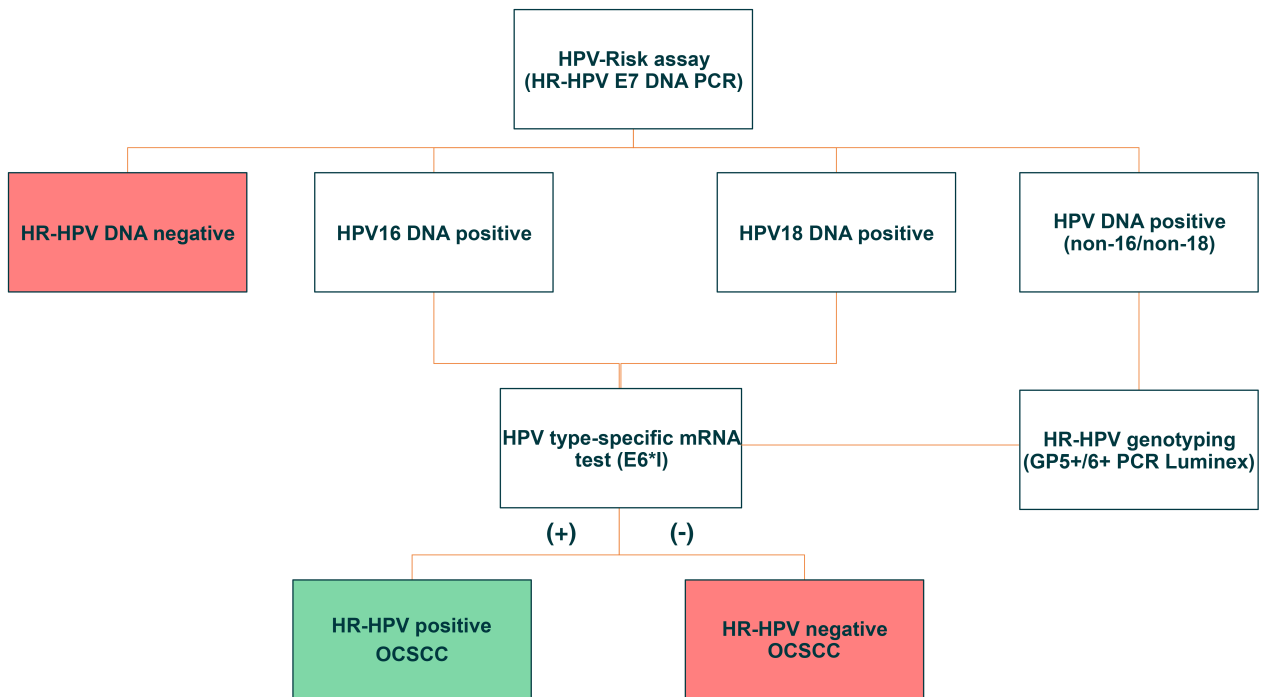 HPV-Risk assay
(HR-HPV E7 DNA PCR)
HR-HPV DNA negative
HPV16 DNA positive
HPV18 DNA positive
HPV DNA positive
(non-16/non-18)
HPV type-specific mRNA
test (E6*I)
HR-HPV genotyping
(GP5+/6+ PCR Luminex)
(+)
(-)
HR-HPV positive
OCSCC
HR-HPV negative
OCSCC